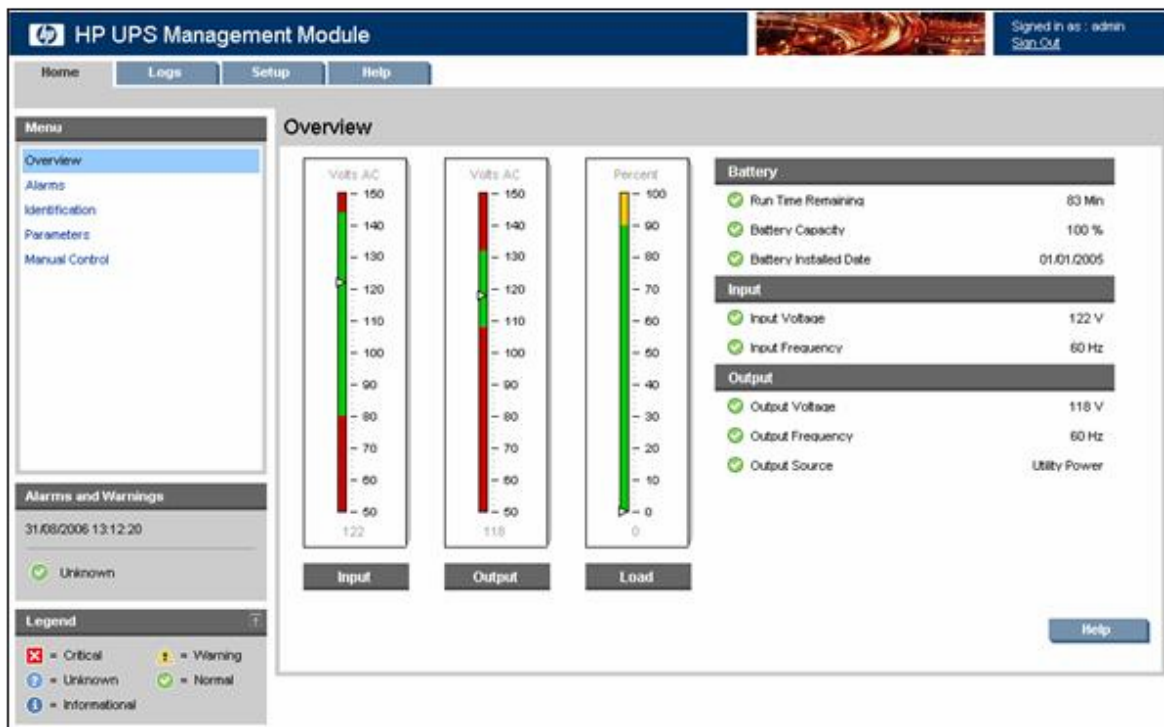 hp HP UPS Management Module
Signed in as : admin
Sign Out
Home Logs Setup Help
Menu
Overview
Alarms
Identification
Parameters
Manual Control
Alarms and Warnings
31/08/2006 13:12:20
Unknown
Legend
= Critical = Warning
= Unknown = Normal
= Informational
Overview
Volts AC
150
140
130
120
110
100
90
80
70
60
50
122
Input
Volts AC
150
140
130
120
110
100
90
80
70
60
50
118
Output
Percent
100
90
80
70
60
50
40
30
20
10
0
0
Load
Battery
Run Time Remaining 83 Min
Battery Capacity 100 %
Battery Installed Date 01/01/2005
Input
Input Voltage 122 V
Input Frequency 60 Hz
Output
Output Voltage 118 V
Output Frequency 60 Hz
Output Source Utility Power
Help